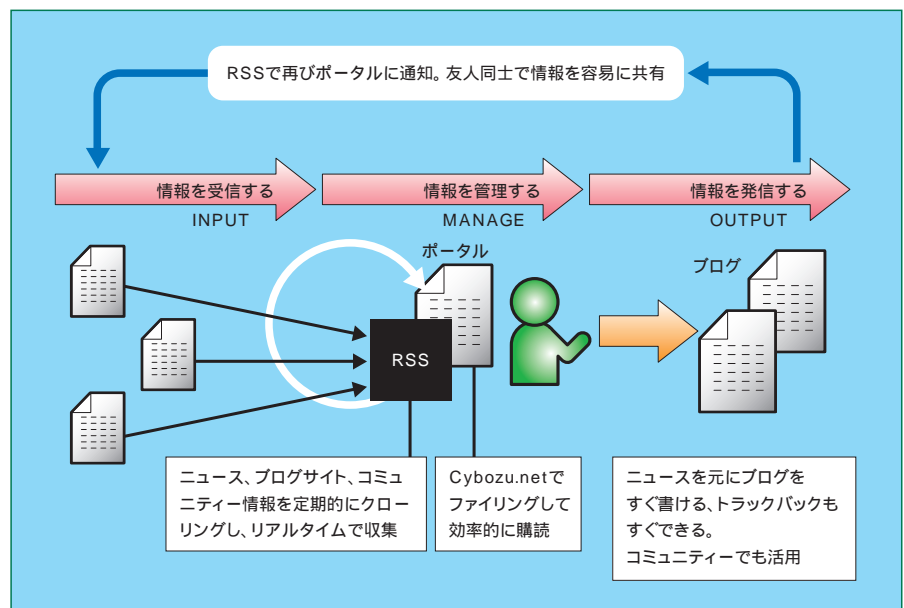 RSSで再びポータルに通知。友人同士で情報を容易に共有
情報を受信する
INPUT
情報を管理する
MANAGE
情報を発信する
OUTPUT
ポータル
ブログ
RSS
ニュース、ブログサイト、コミュ
ニティー情報を定期的にクロー
リングし、リアルタイムで収集
Cybozu.netで
ファイリングして
効率的に購読
ニュースを元にブログを
すぐ書ける、トラックバックも
すぐできる。
コミュニティーでも活用